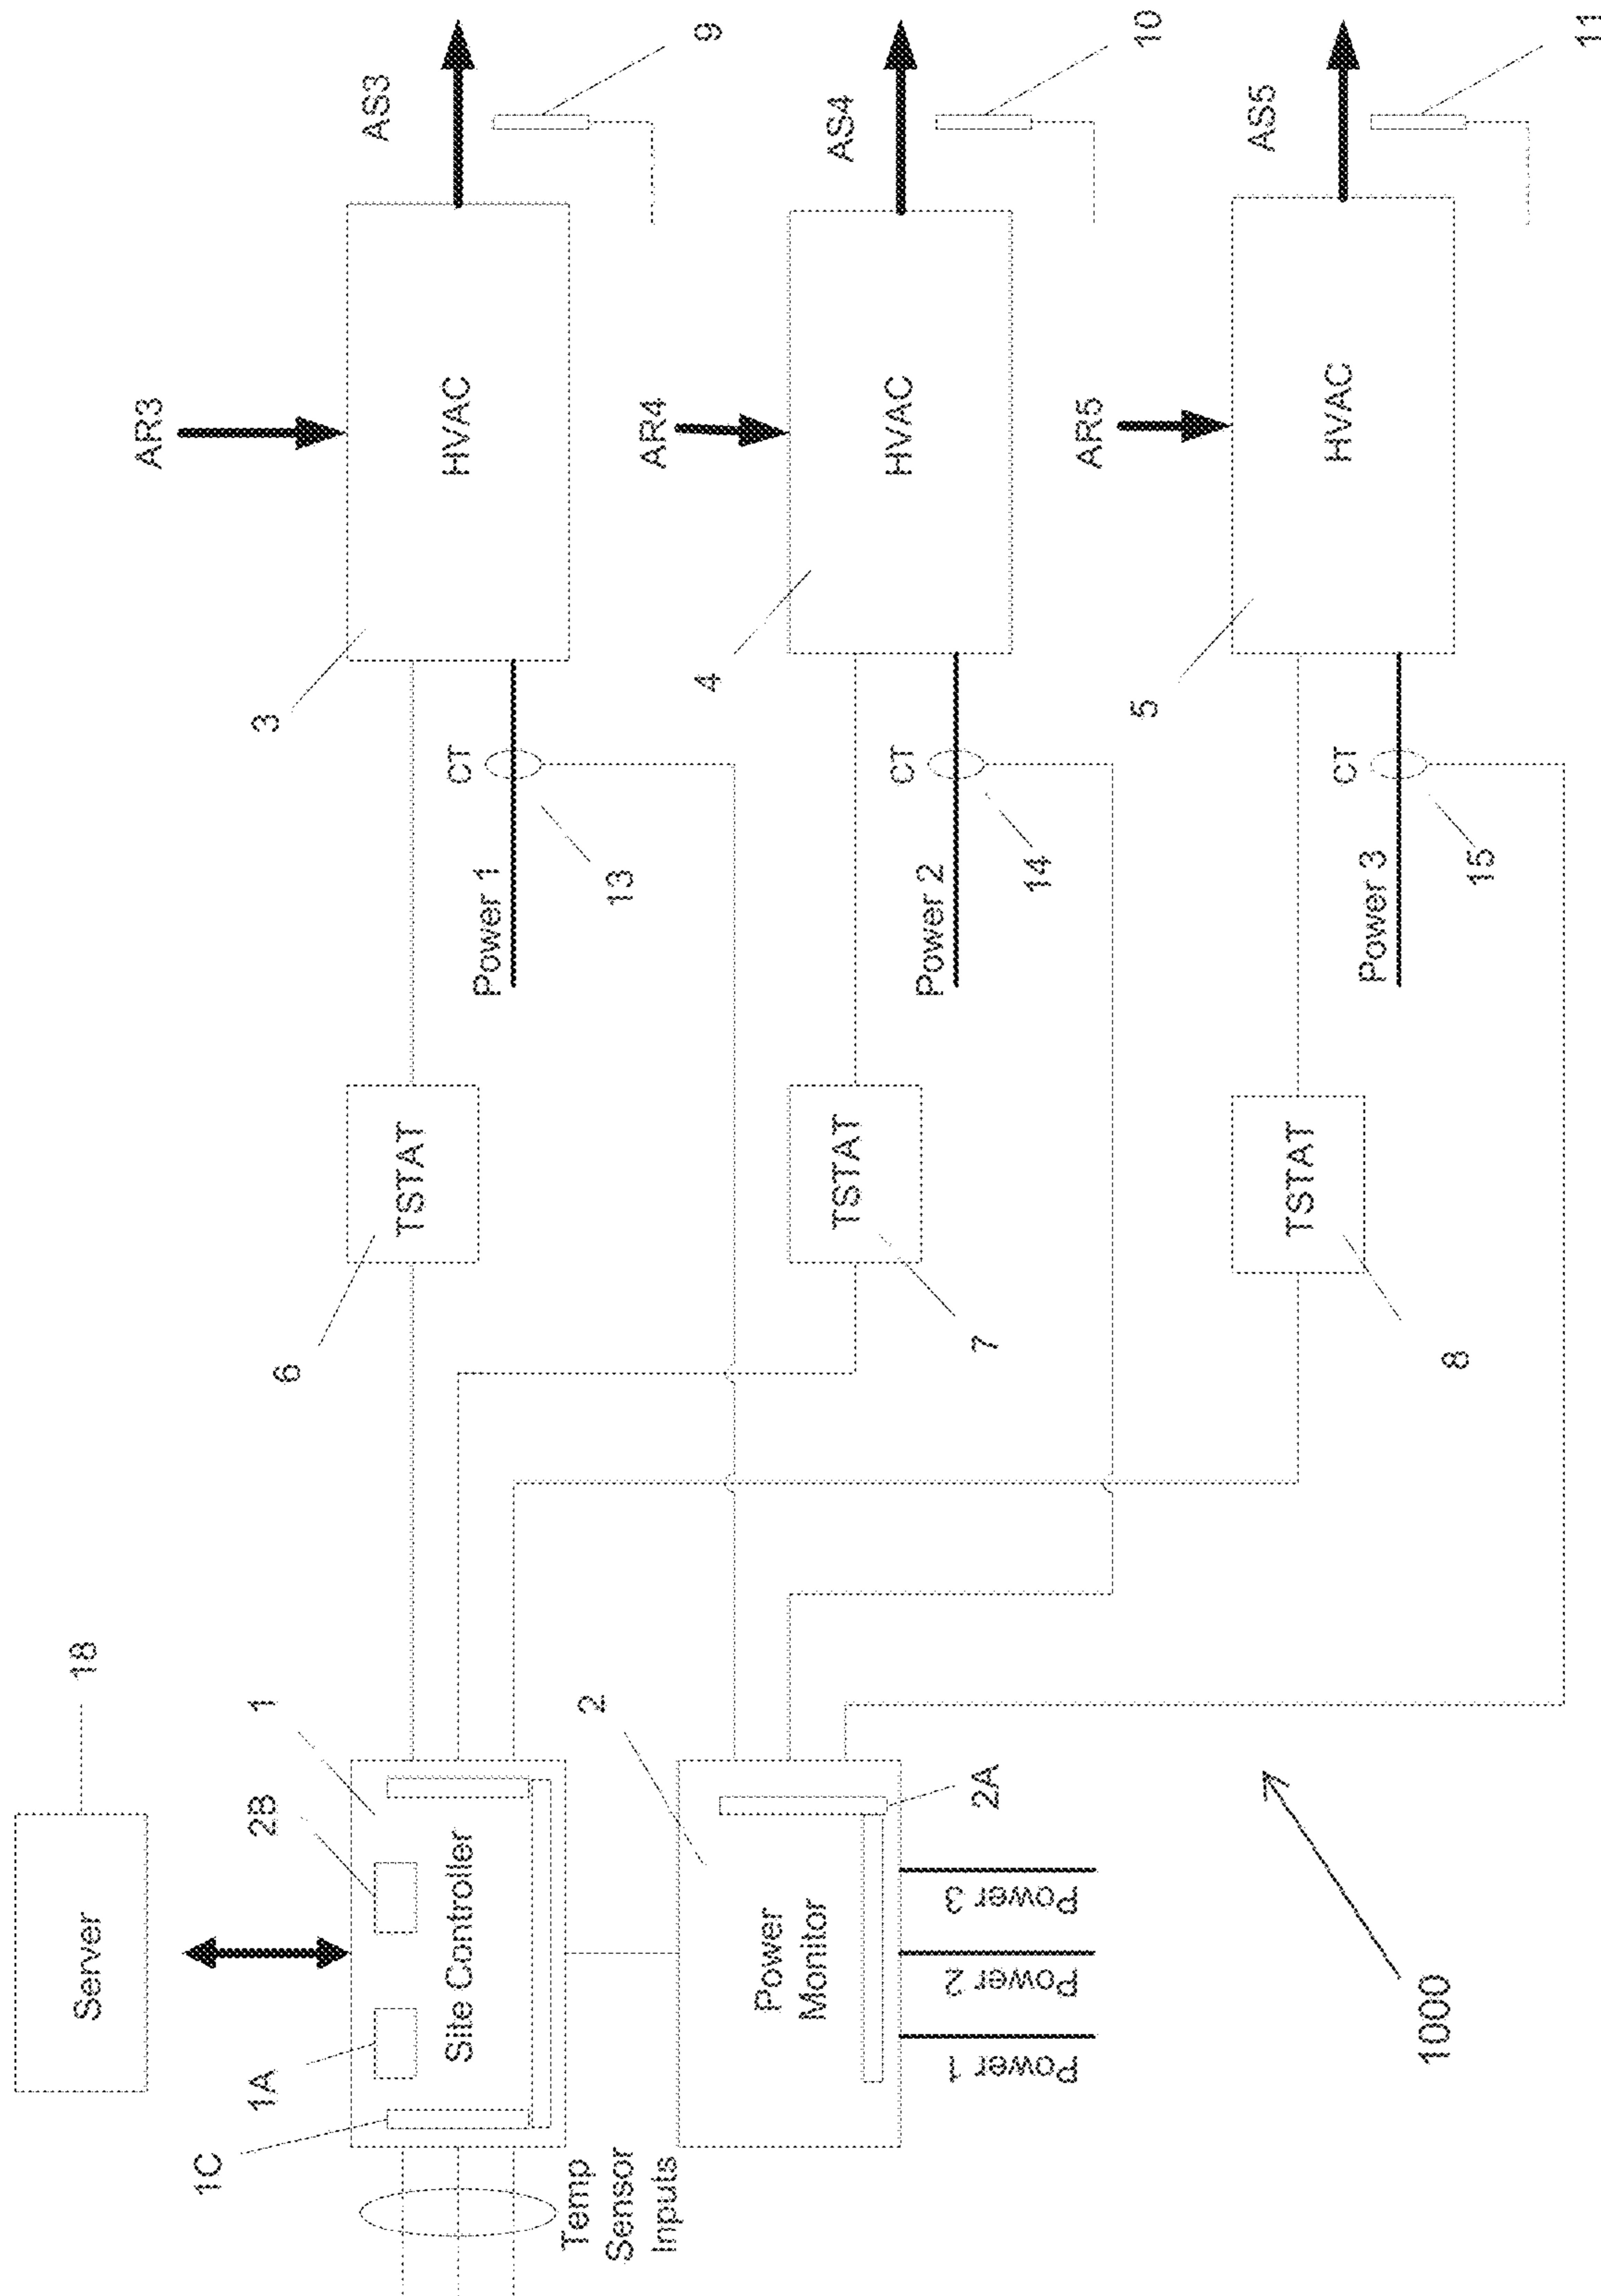 Server
18
AR3
1C
1A
2B
1
3
6
AS3
TSTAT
HVAC
Site Controller
CT
Power 1
Temp
Sensor
Inputs
2
13
AR4
4
9
Power
Monitor
AS4
TSTAT
HVAC
CT
Power 2
2A
7
14
Power 1
Power 2
Power 3
AR5
5
10
AS5
TSTAT
HVAC
CT
Power 3
1000
8
15
11